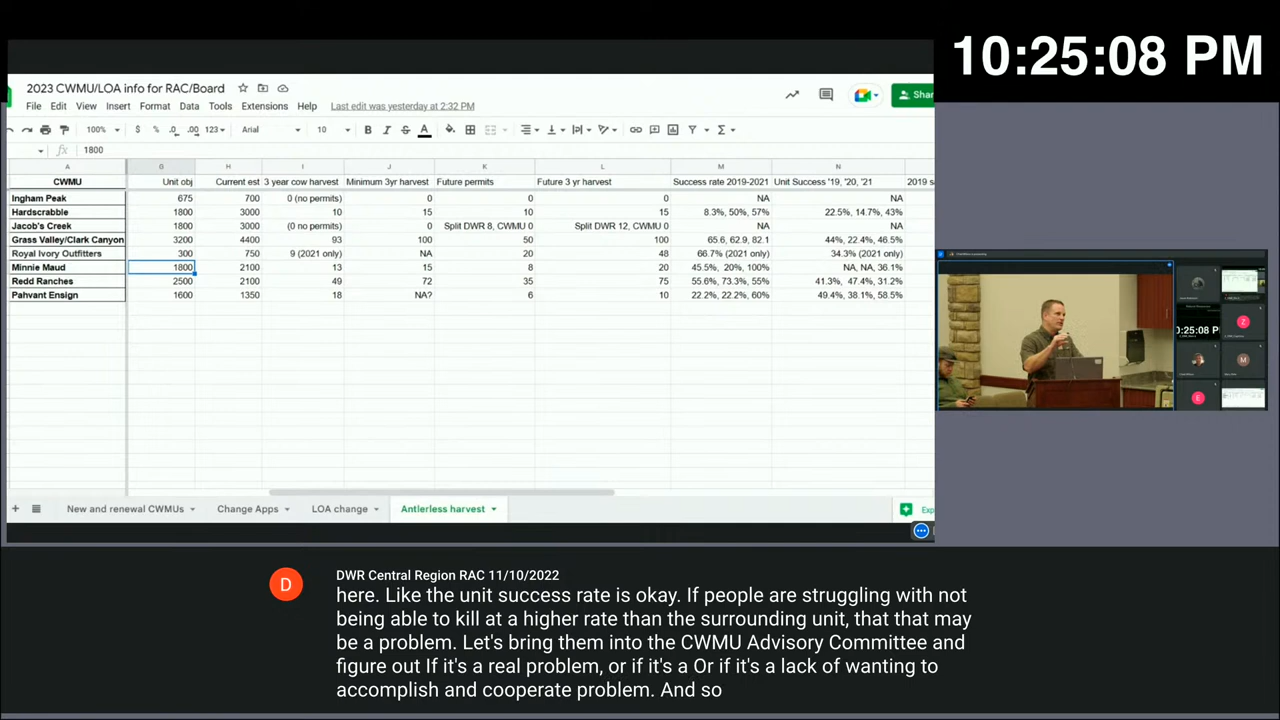 10:25:08 PM
2023 CWMU/LOA info for RAC/Board
File Edit View Insert Format Data Tools Extensions Help Last edit was yesterday at 2:32 PM
Shar
100% $ % .0 .00 123 Arial 10 B I S A
fx 1800
A G H I J K L M N
CWMU Unit obj Current est 3 year cow harvest Minimum 3yr harvest Future permits Future 3 yr harvest Success rate 2019-2021 Unit Success '19, '20, '21 2019 s
Ingham Peak 675 700 0 (no permits) 0 0 0 NA NA
Hardscrabble 1800 3000 10 15 10 15 8.3%, 50%, 57% 22.5%, 14.7%, 43%
Jacob's Creek 1800 3000 (0 no permits) 0 Split DWR 8, CWMU 0 Split DWR 12, CWMU 0 NA NA
Grass Valley/Clark Canyon 3200 4400 93 100 50 100 65.6, 62.9, 82.1 44%, 22.4%, 46.5%
Royal Ivory Outfitters 300 750 9 (2021 only) NA 20 48 66.7% (2021 only) 34.3% (2021 only)
Minnie Maud 1800 2100 13 15 8 20 45.5%, 20%, 100% NA, NA, 36.1%
Redd Ranches 2500 2100 49 72 35 75 55.6%, 73.3%, 55% 41.3%, 47.4%, 31.2%
Pahvant Ensign 1600 1350 18 NA? 6 10 22.2%, 22.2%, 60% 49.4%, 38.1%, 58.5%
10:25:08 PM
Z
M
E
New and renewal CWMUs Change Apps LOA change Antlerless harvest
Exp
D
DWR Central Region RAC 11/10/2022
here. Like the unit success rate is okay. If people are struggling with not
being able to kill at a higher rate than the surrounding unit, that that may
be a problem. Let's bring them into the CWMU Advisory Committee and
figure out If it's a real problem, or if it's a Or if it's a lack of wanting to
accomplish and cooperate problem. And so